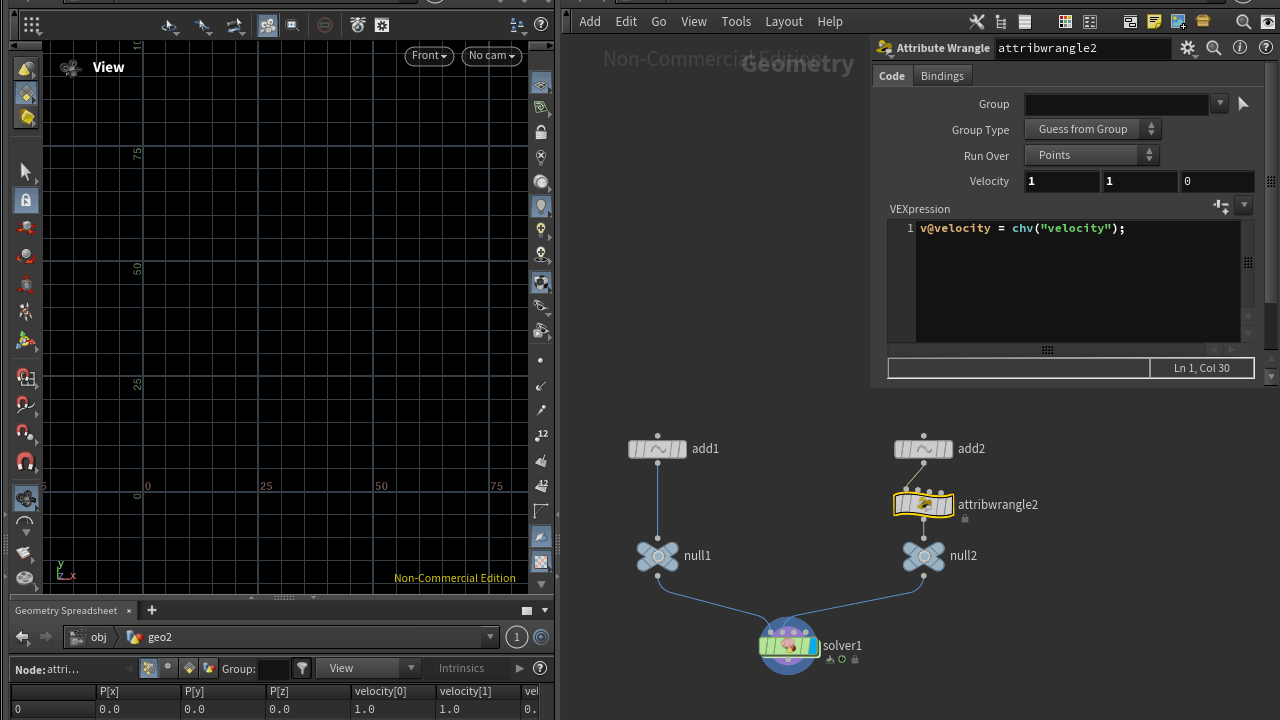 Add Edit Go View Tools Layout Help
View
Front
No cam
Non-Commercial Edition
Geometry
Attribute Wrangle attribwrangle2
Code Bindings
Group
Group Type Guess from Group
Run Over Points
Velocity 1 1 0
VEXpression
1 v@velocity = chv("velocity");
Ln 1, Col 30
10
75
50
25
0
0 25 50 75
y
z x
Non-Commercial Edition
12
12
add1
add2
attribwrangle2
null1
null2
solver1
Geometry Spreadsheet × +
obj geo2 1
Node: attri... Group: View Intrinsics
P[x] P[y] P[z] velocity[0] velocity[1] vel
0 0.0 0.0 0.0 1.0 1.0 0.